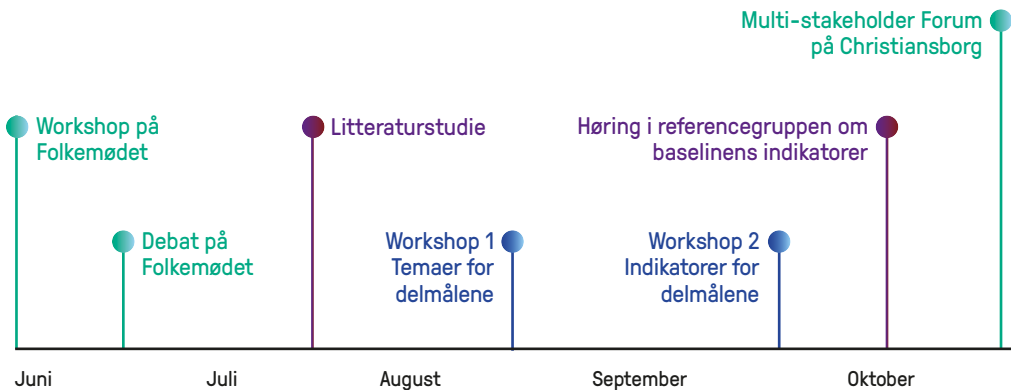 Multi-stakeholder Forum
på Christiansborg
Workshop på
Folkemødet
Litteraturstudie
Høring i referencegruppen om
baselinens indikatorer
Debat på
Folkemødet
Workshop 1
Temaer for
delmålene
Workshop 2
Indikatorer for
delmålene
Juni
Juli
August
September
Oktober